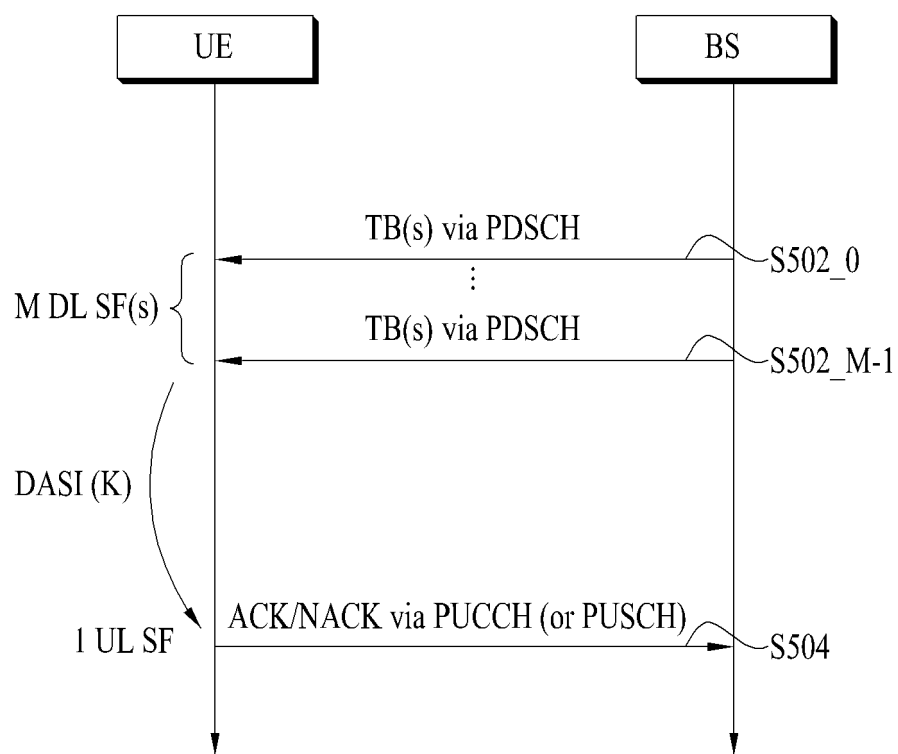 UE
BS
TB(s) via PDSCH
S502_0
⋮
M DL SF(s)
TB(s) via PDSCH
S502_M-1
DASI (K)
ACK/NACK via PUCCH (or PUSCH)
1 UL SF
S504